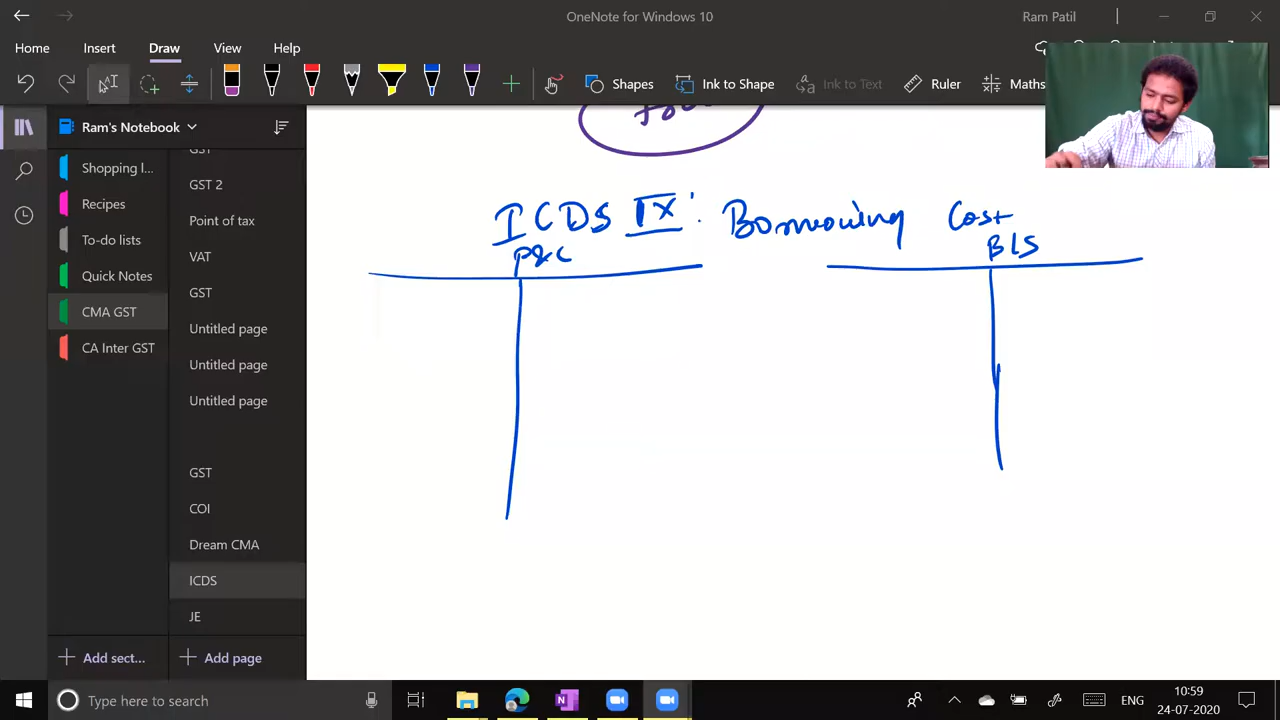 OneNote for Windows 10
Ram Patil
Home
Insert
Draw
View
Help
Shapes
Ink to Shape
Ink to Text
Ruler
Maths
Ram's Notebook
Shopping l...
Recipes
To-do lists
Quick Notes
CMA GST
CA Inter GST
Add sect...
GST
GST 2
Point of tax
VAT
GST
Untitled page
Untitled page
Untitled page
GST
COI
Dream CMA
ICDS
JE
Add page
ICDS IX: Borrowing Cost
P&L
B/S
Type here to search
ENG
10:59
24-07-2020